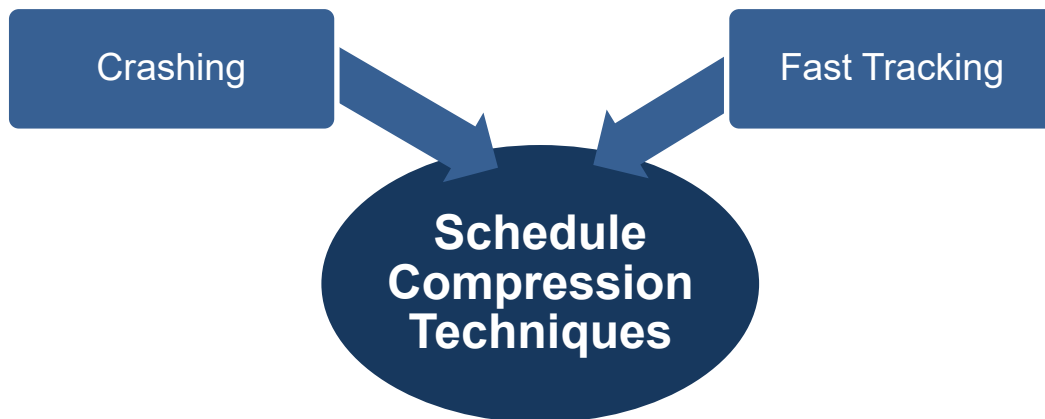 Crashing
Fast Tracking
Schedule
Compression
Techniques